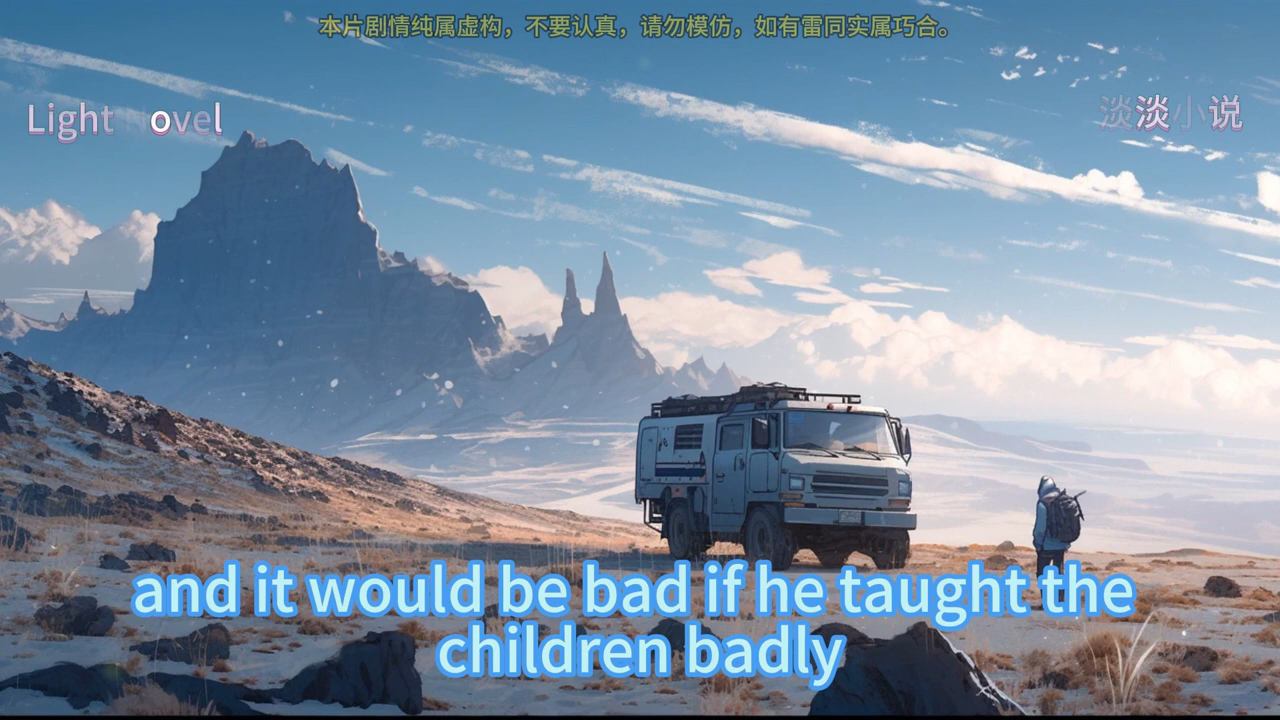 本片剧情纯属虚构，不要认真，请勿模仿，如有雷同实属巧合。
Light Novel
淡淡小说
and it would be bad if he taught the
children badly